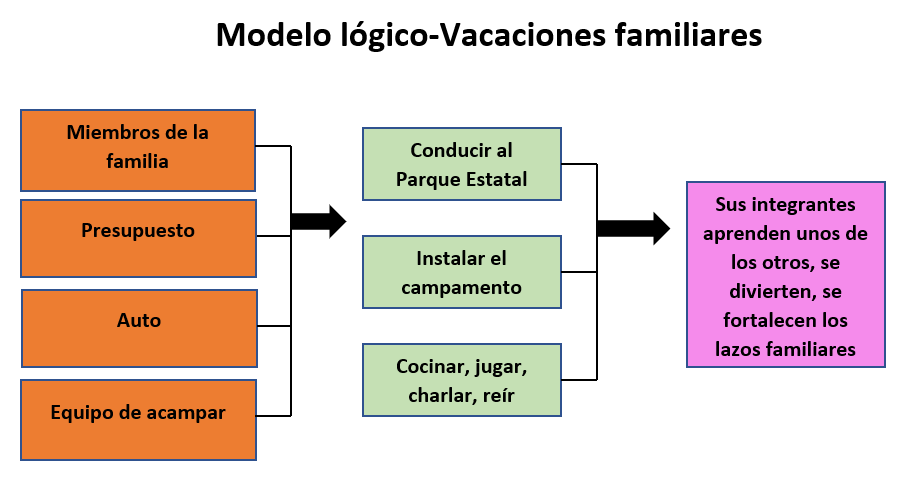 Modelo lógico-Vacaciones familiares
Miembros de la
familia
Presupuesto
Auto
Equipo de acampar
Conducir al
Parque Estatal
Instalar el
campamento
Cocinar, jugar,
charlar, reír
Sus integrantes
aprenden unos de
los otros, se
divierten, se
fortalecen los
lazos familiares